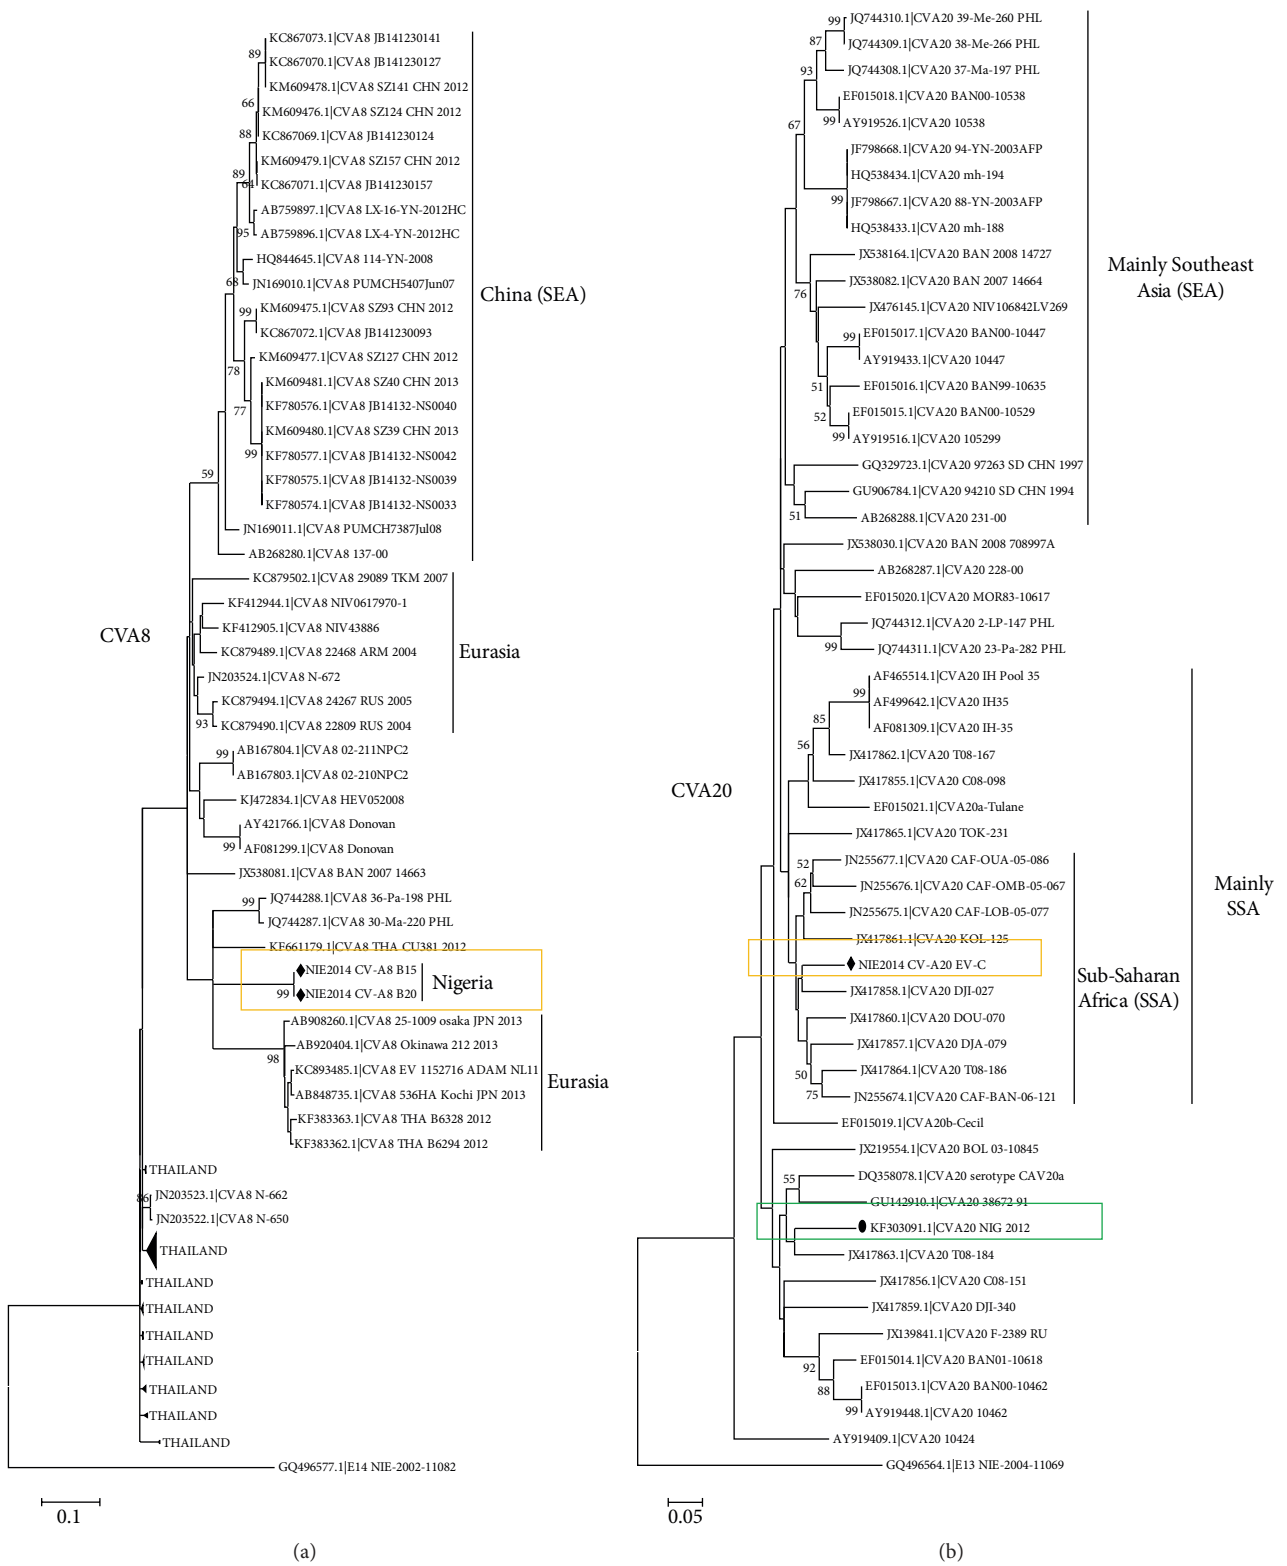 KC867073.1|CVA8 JB141230141
89
KC867070.1|CVA8 JB141230127
KM609478.1|CVA8 SZ141 CHN 2012
66
KM609476.1|CVA8 SZ124 CHN 2012
88
KC867069.1|CVA8 JB141230124
KM609479.1|CVA8 SZ157 CHN 2012
89
64
KC867071.1|CVA8 JB141230157
AB759897.1|CVA8 LX-16-YN-2012HC
95
AB759896.1|CVA8 LX-4-YN-2012HC
HQ844645.1|CVA8 114-YN-2008
68
JN169010.1|CVA8 PUMCH5407Jun07
China (SEA)
KM609475.1|CVA8 SZ93 CHN 2012
99
KC867072.1|CVA8 JB141230093
KM609477.1|CVA8 SZ127 CHN 2012
78
KM609481.1|CVA8 SZ40 CHN 2013
KF780576.1|CVA8 JB14132-NS0040
77
KM609480.1|CVA8 SZ39 CHN 2013
KF780577.1|CVA8 JB14132-NS0042
99
KF780575.1|CVA8 JB14132-NS0039
59
KF780574.1|CVA8 JB14132-NS0033
JN169011.1|CVA8 PUMCH7387Jul08
AB268280.1|CVA8 137-00
KC879502.1|CVA8 29089 TKM 2007
KF412944.1|CVA8 NIV0617970-1
KF412905.1|CVA8 NIV43886
CVA8
KC879489.1|CVA8 22468 ARM 2004
Eurasia
JN203524.1|CVA8 N-672
KC879494.1|CVA8 24267 RUS 2005
93
KC879490.1|CVA8 22809 RUS 2004
AB167804.1|CVA8 02-211NPC2
99
AB167803.1|CVA8 02-210NPC2
KJ472834.1|CVA8 HEV052008
AY421766.1|CVA8 Donovan
99
AF081299.1|CVA8 Donovan
JX538081.1|CVA8 BAN 2007 14663
JQ744288.1|CVA8 36-Pa-198 PHL
99
JQ744287.1|CVA8 30-Ma-220 PHL
KF661179.1|CVA8 THA CU381 2012
NIE2014 CV-A8 B15
Nigeria
99
NIE2014 CV-A8 B20
AB908260.1|CVA8 25-1009 osaka JPN 2013
AB920404.1|CVA8 Okinawa 212 2013
98
KC893485.1|CVA8 EV 1152716 ADAM NL11
Eurasia
AB848735.1|CVA8 536HA Kochi JPN 2013
KF383363.1|CVA8 THA B6328 2012
KF383362.1|CVA8 THA B6294 2012
THAILAND
86
JN203523.1|CVA8 N-662
JN203522.1|CVA8 N-650
THAILAND
THAILAND
THAILAND
THAILAND
THAILAND
THAILAND
THAILAND
THAILAND
GQ496577.1|E14 NIE-2002-11082
0.1
(a)
99
JQ744310.1|CVA20 39-Me-260 PHL
87
JQ744309.1|CVA20 38-Me-266 PHL
93
JQ744308.1|CVA20 37-Ma-197 PHL
EF015018.1|CVA20 BAN00-10538
99
AY919526.1|CVA20 10538
67
JF798668.1|CVA20 94-YN-2003AFP
HQ538434.1|CVA20 mh-194
99
JF798667.1|CVA20 88-YN-2003AFP
HQ538433.1|CVA20 mh-188
JX538164.1|CVA20 BAN 2008 14727
Mainly Southeast
Asia (SEA)
JX538082.1|CVA20 BAN 2007 14664
76
JX476145.1|CVA20 NIV106842LV269
99
EF015017.1|CVA20 BAN00-10447
AY919433.1|CVA20 10447
51
EF015016.1|CVA20 BAN99-10635
52
EF015015.1|CVA20 BAN00-10529
99
AY919516.1|CVA20 105299
GQ329723.1|CVA20 97263 SD CHN 1997
GU906784.1|CVA20 94210 SD CHN 1994
51
AB268288.1|CVA20 231-00
JX538030.1|CVA20 BAN 2008 708997A
AB268287.1|CVA20 228-00
EF015020.1|CVA20 MOR83-10617
JQ744312.1|CVA20 2-LP-147 PHL
99
JQ744311.1|CVA20 23-Pa-282 PHL
AF465514.1|CVA20 IH Pool 35
99
AF499642.1|CVA20 IH35
85
AF081309.1|CVA20 IH-35
56
JX417862.1|CVA20 T08-167
JX417855.1|CVA20 C08-098
CVA20
EF015021.1|CVA20a-Tulane
JX417865.1|CVA20 TOK-231
52
JN255677.1|CVA20 CAF-OUA-05-086
62
JN255676.1|CVA20 CAF-OMB-05-067
Mainly
SSA
JN255675.1|CVA20 CAF-LOB-05-077
JX417861.1|CVA20 KOL-125
NIE2014 CV-A20 EV-C
Sub-Saharan
Africa (SSA)
JX417858.1|CVA20 DJI-027
JX417860.1|CVA20 DOU-070
JX417857.1|CVA20 DJA-079
50
JX417864.1|CVA20 T08-186
75
JN255674.1|CVA20 CAF-BAN-06-121
EF015019.1|CVA20b-Cecil
JX219554.1|CVA20 BOL 03-10845
55
DQ358078.1|CVA20 serotype CAV20a
GU142910.1|CVA20 38672 91
KF303091.1|CVA20 NIG 2012
JX417863.1|CVA20 T08-184
JX417856.1|CVA20 C08-151
JX417859.1|CVA20 DJI-340
JX139841.1|CVA20 F-2389 RU
92
EF015014.1|CVA20 BAN01-10618
88
EF015013.1|CVA20 BAN00-10462
99
AY919448.1|CVA20 10462
AY919409.1|CVA20 10424
GQ496564.1|E13 NIE-2004-11069
0.05
(b)